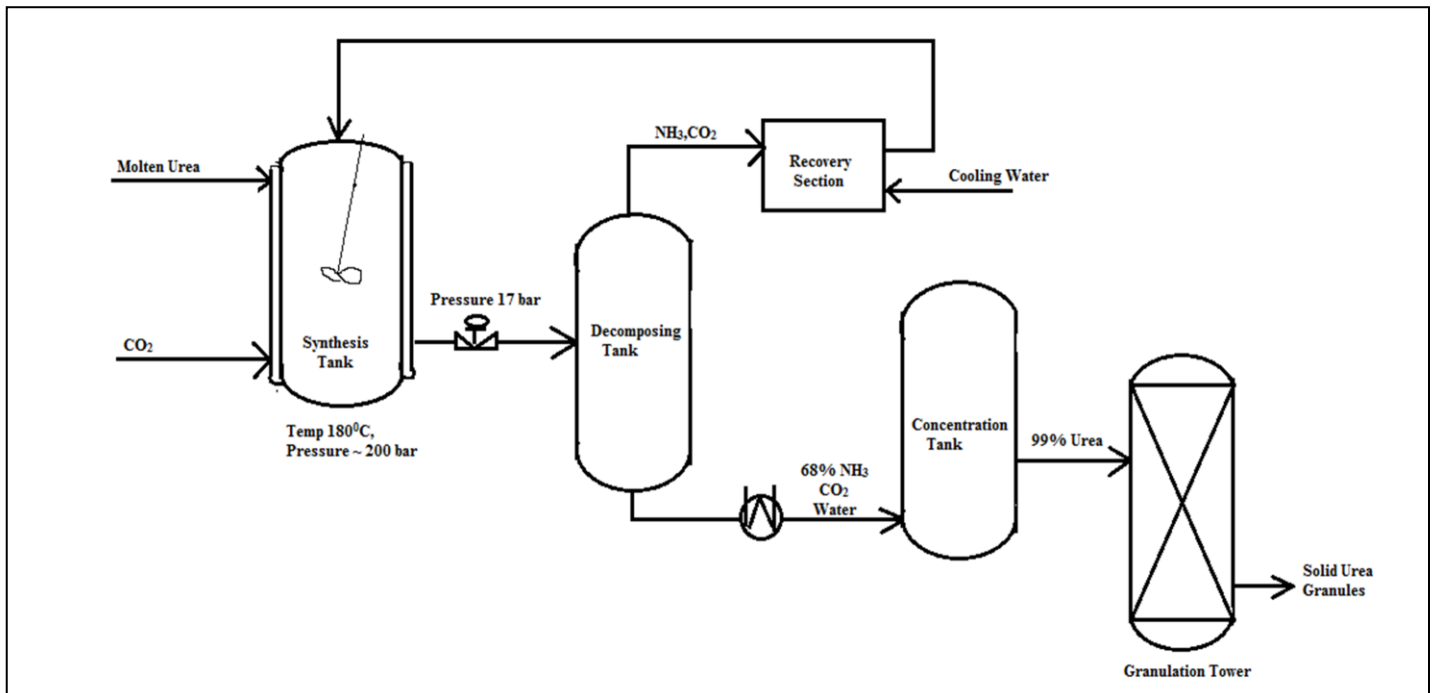 NH₃,CO₂
Recovery
Section
Cooling Water
Molten Urea
CO₂
Synthesis
Tank
Temp 180⁰C,
Pressure ~ 200 bar
Pressure 17 bar
Decomposing
Tank
68% NH₃
CO₂
Water
Concentration
Tank
99% Urea
Solid Urea
Granules
Granulation Tower